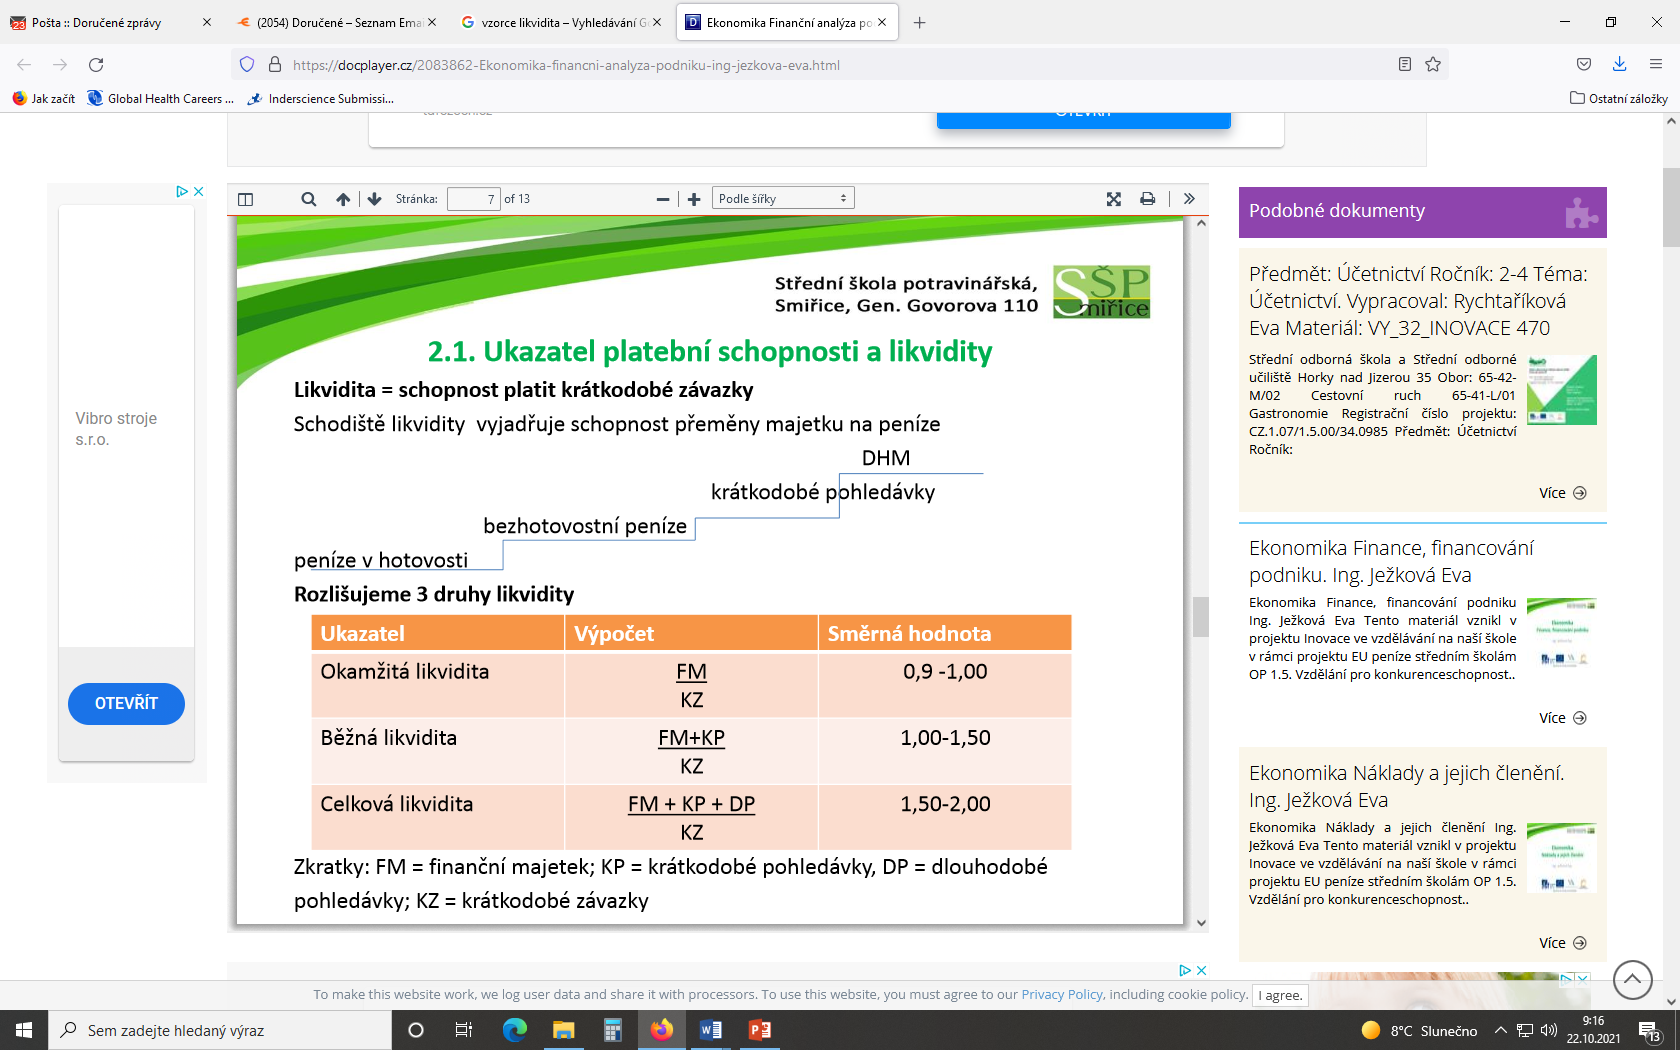 Pošta :: Doručené zprávy
(2054) Doručené – Seznam Emai
vzorce likvidita – Vyhledávání G
Ekonomika Finanční analýza po
https://docplayer.cz/2083862-Ekonomika-financni-analyza-podniku-ing-jezkova-eva.html
Jak začít
Global Health Careers ...
Inderscience Submissi...
Ostatní záložky
OTEVŘÍT
Stránka: 7 of 13
Podle šířky
Vibro stroje
s.r.o.
OTEVŘÍT
Střední škola potravinářská,
Smiřice, Gen. Govorova 110
SŠP
Smiřice
2.1. Ukazatel platební schopnosti a likvidity
Likvidita = schopnost platit krátkodobé závazky
Schodiště likvidity vyjadřuje schopnost přeměny majetku na peníze
DHM
krátkodobé pohledávky
bezhotovostní peníze
peníze v hotovosti
Rozlišujeme 3 druhy likvidity
Ukazatel Výpočet Směrná hodnota
Okamžitá likvidita FM 0,9 -1,00
KZ
Běžná likvidita FM+KP 1,00-1,50
KZ
Celková likvidita FM + KP + DP 1,50-2,00
KZ
Zkratky: FM = finanční majetek; KP = krátkodobé pohledávky, DP = dlouhodobé
pohledávky; KZ = krátkodobé závazky
Podobné dokumenty
Předmět: Účetnictví Ročník: 2-4 Téma:
Účetnictví. Vypracoval: Rychtaříková
Eva Materiál: VY_32_INOVACE 470
Střední odborná škola a Střední odborné
učiliště Horky nad Jizerou 35 Obor: 65-42-
M/02 Cestovní ruch 65-41-L/01
Gastronomie Registrační číslo projektu:
CZ.1.07/1.5.00/34.0985 Předmět: Účetnictví
Ročník:
Více
Ekonomika Finance, financování
podniku. Ing. Ježková Eva
Ekonomika Finance, financování podniku
Ing. Ježková Eva Tento materiál vznikl v
projektu Inovace ve vzdělávání na naší škole
v rámci projektu EU peníze středním školám
OP 1.5. Vzdělání pro konkurenceschopnost..
Více
Ekonomika Náklady a jejich členění.
Ing. Ježková Eva
Ekonomika Náklady a jejich členění Ing.
Ježková Eva Tento materiál vznikl v projektu
Inovace ve vzdělávání na naší škole v rámci
projektu EU peníze středním školám OP 1.5.
Vzdělání pro konkurenceschopnost..
Více
To make this website work, we log user data and share it with processors. To use this website, you must agree to our Privacy Policy, including cookie policy. I agree.
Sem zadejte hledaný výraz
8°C Slunečno
9:16
22.10.2021
13